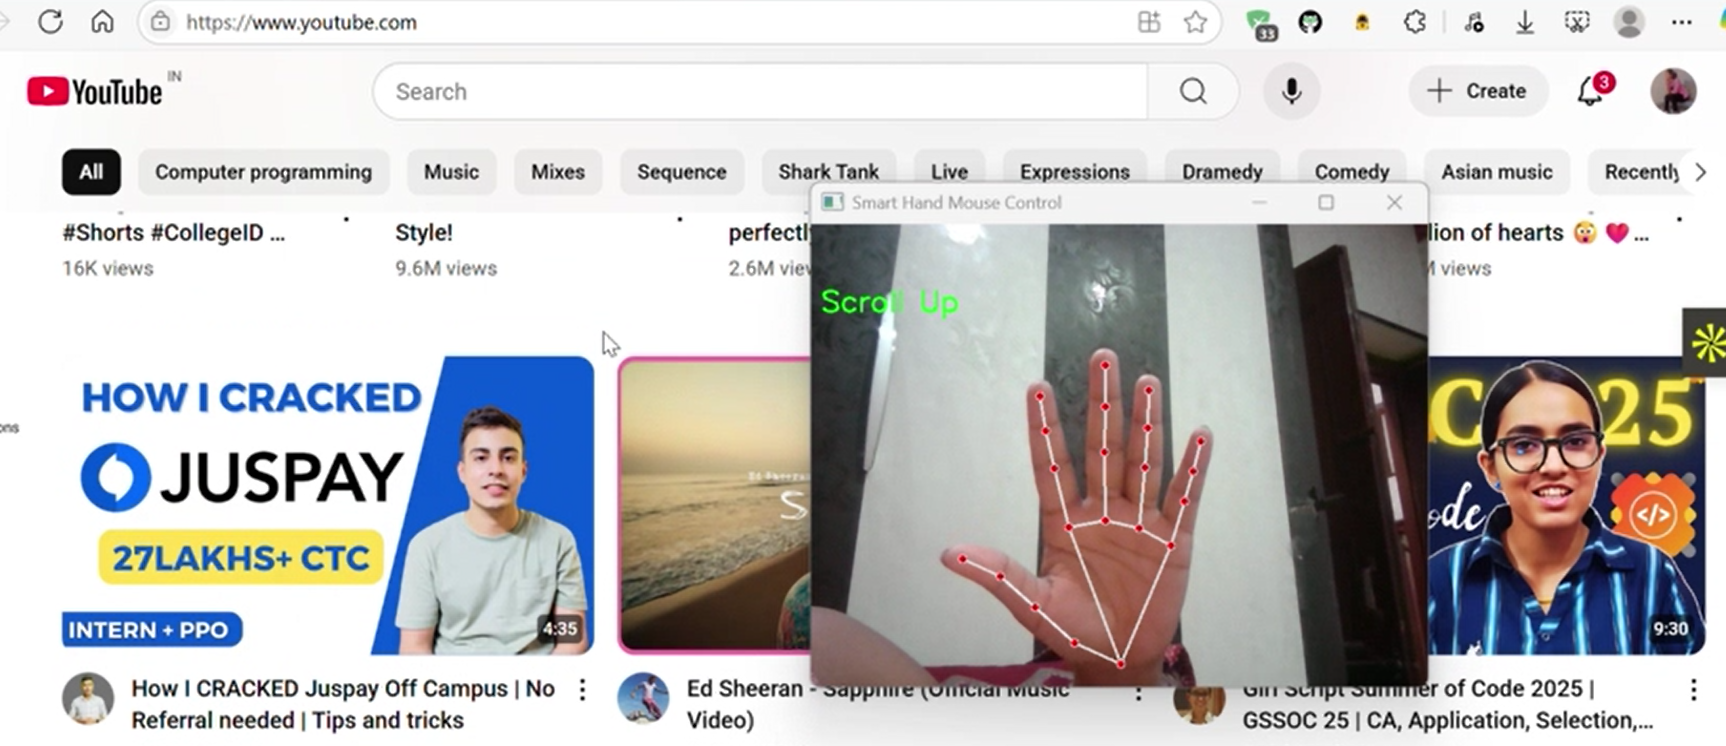 https://www.youtube.com
33
YouTube IN
Search
Create
3
All
Computer programming
Music
Mixes
Sequence
Shark Tank
Live
Expressions
Dramedy
Comedy
Asian music
Recently
Smart Hand Mouse Control
#Shorts #CollegeID ...
16K views
Style!
9.6M views
perfectly
2.6M
lion of hearts 😲 💗 ...
views
Scroll Up
HOW I CRACKED
JUSPAY
27LAKHS+ CTC
INTERN + PPO
4:35
Ed Sheeran
S
25
ode
</>
9:30
ons
How I CRACKED Juspay Off Campus | No
Referral needed | Tips and tricks
Ed Sheeran - Sapphire (Official Music
Video)
Girl Script Summer of Code 2025 |
GSSOC 25 | CA, Application, Selection,...